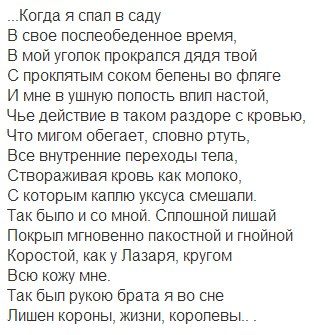 ...Когда я спал в саду
В свое послеобеденное время,
В мой уголок прокрался дядя твой
С проклятым соком белены во фляге
И мне в ушную полость влил настой,
Чье действие в таком раздоре с кровью,
Что мигом обегает, словно ртуть,
Все внутренние переходы тела,
Створаживая кровь как молоко,
С которым каплю уксуса смешали.
Так было и со мной. Сплошной лишай
Покрыл мгновенно пакостной и гнойной
Коростой, как у Лазаря, кругом
Всю кожу мне.
Так был рукою брата я во сне
Лишен короны, жизни, королевы.. .